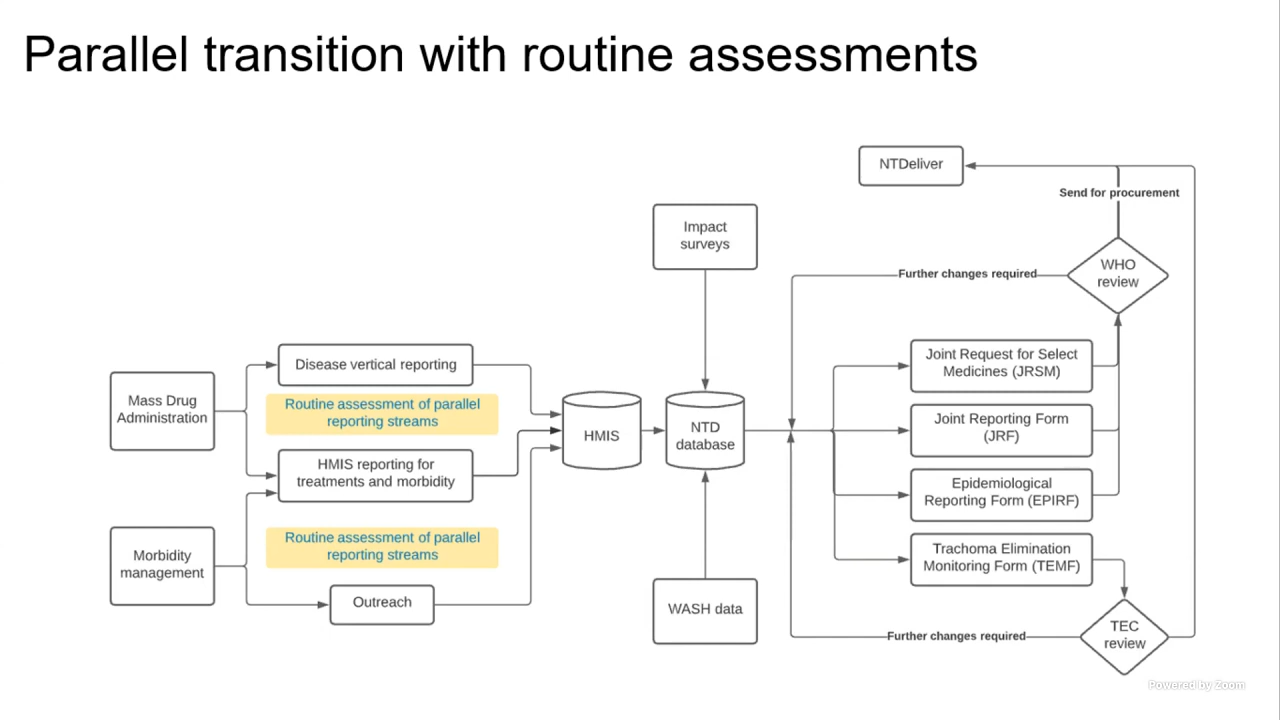 Parallel transition with routine assessments
NTDeliver
Send for procurement
Impact
surveys
WHO
review
Further changes required
Disease vertical reporting
Joint Request for Select
Medicines (JRSM)
Mass Drug
Administration
Routine assessment of parallel
reporting streams
HMIS
NTD
database
Joint Reporting Form
(JRF)
HMIS reporting for
treatments and morbidity
Epidemiological
Reporting Form (EPIRF)
Morbidity
management
Routine assessment of parallel
reporting streams
Trachoma Elimination
Monitoring Form (TEMF)
Outreach
WASH data
Further changes required
TEC
review
Powered by Zoom